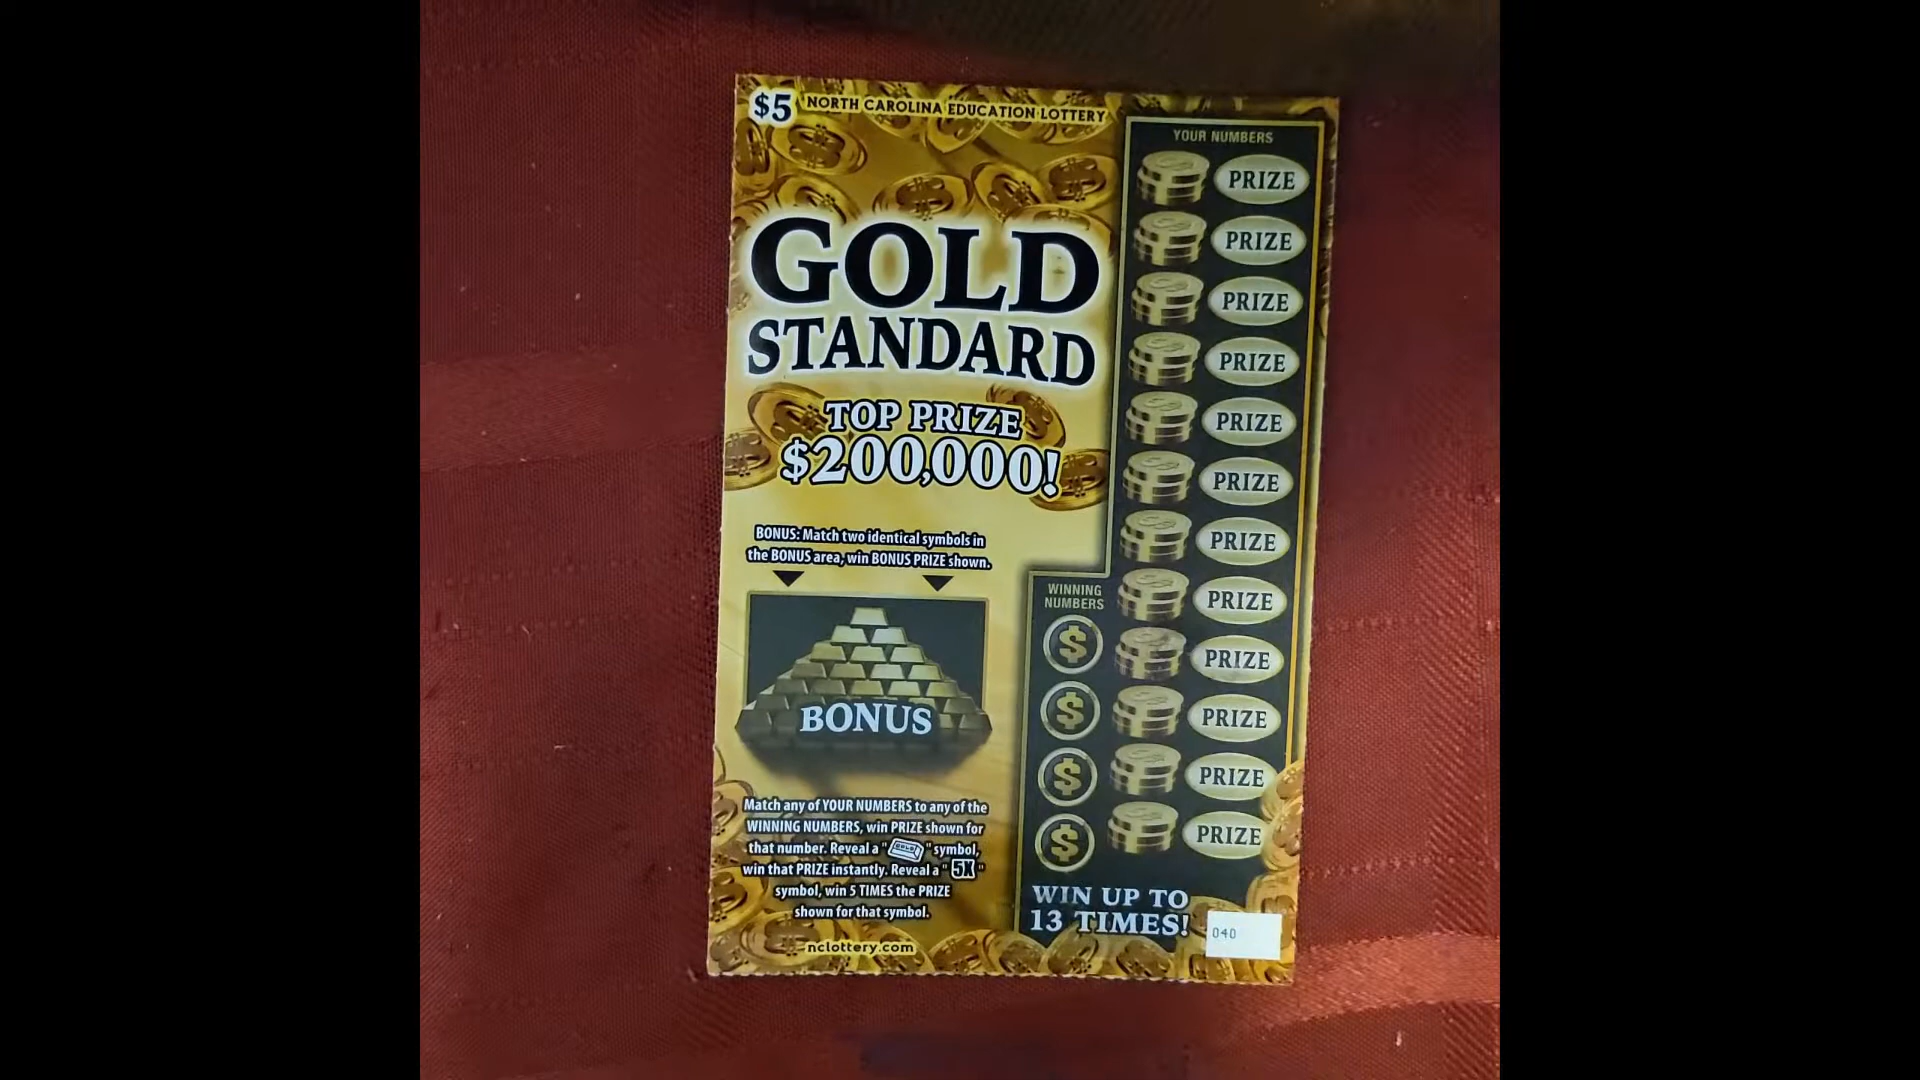 $5 NORTH CAROLINA EDUCATION LOTTERY
GOLD
STANDARD
TOP PRIZE
$200,000!
BONUS: Match two identical symbols in
the BONUS area, win BONUS PRIZE shown.
BONUS
Match any of YOUR NUMBERS to any of the
WINNING NUMBERS, win PRIZE shown for
that number. Reveal a "GOLD" symbol,
win that PRIZE instantly. Reveal a "5X"
symbol, win 5 TIMES the PRIZE
shown for that symbol.
nclottery.com
YOUR NUMBERS
PRIZE
PRIZE
PRIZE
PRIZE
PRIZE
PRIZE
PRIZE
PRIZE
PRIZE
PRIZE
PRIZE
PRIZE
WINNING
NUMBERS
$
$
$
$
WIN UP TO
13 TIMES!
040